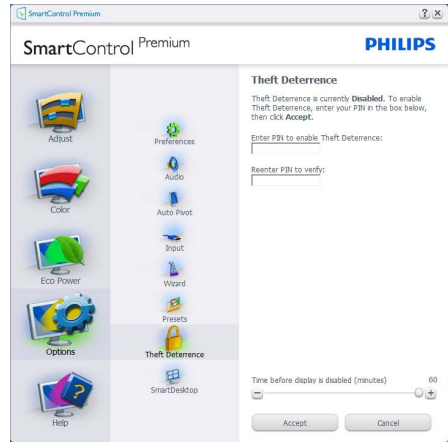 SmartControl Premium
SmartControl Premium
PHILIPS
Adjust
Color
Eco Power
Options
Help
Preferences
Audio
Auto Pivot
Input
Wizard
Presets
Theft Deterrence
SmartDesktop
Theft Deterrence
Theft Deterrence is currently Disabled. To enable
Theft Deterrence, enter your PIN in the box below,
then click Accept.
Enter PIN to enable Theft Deterrence:
Reenter PIN to verify:
Time before display is disabled (minutes) 60
Accept
Cancel